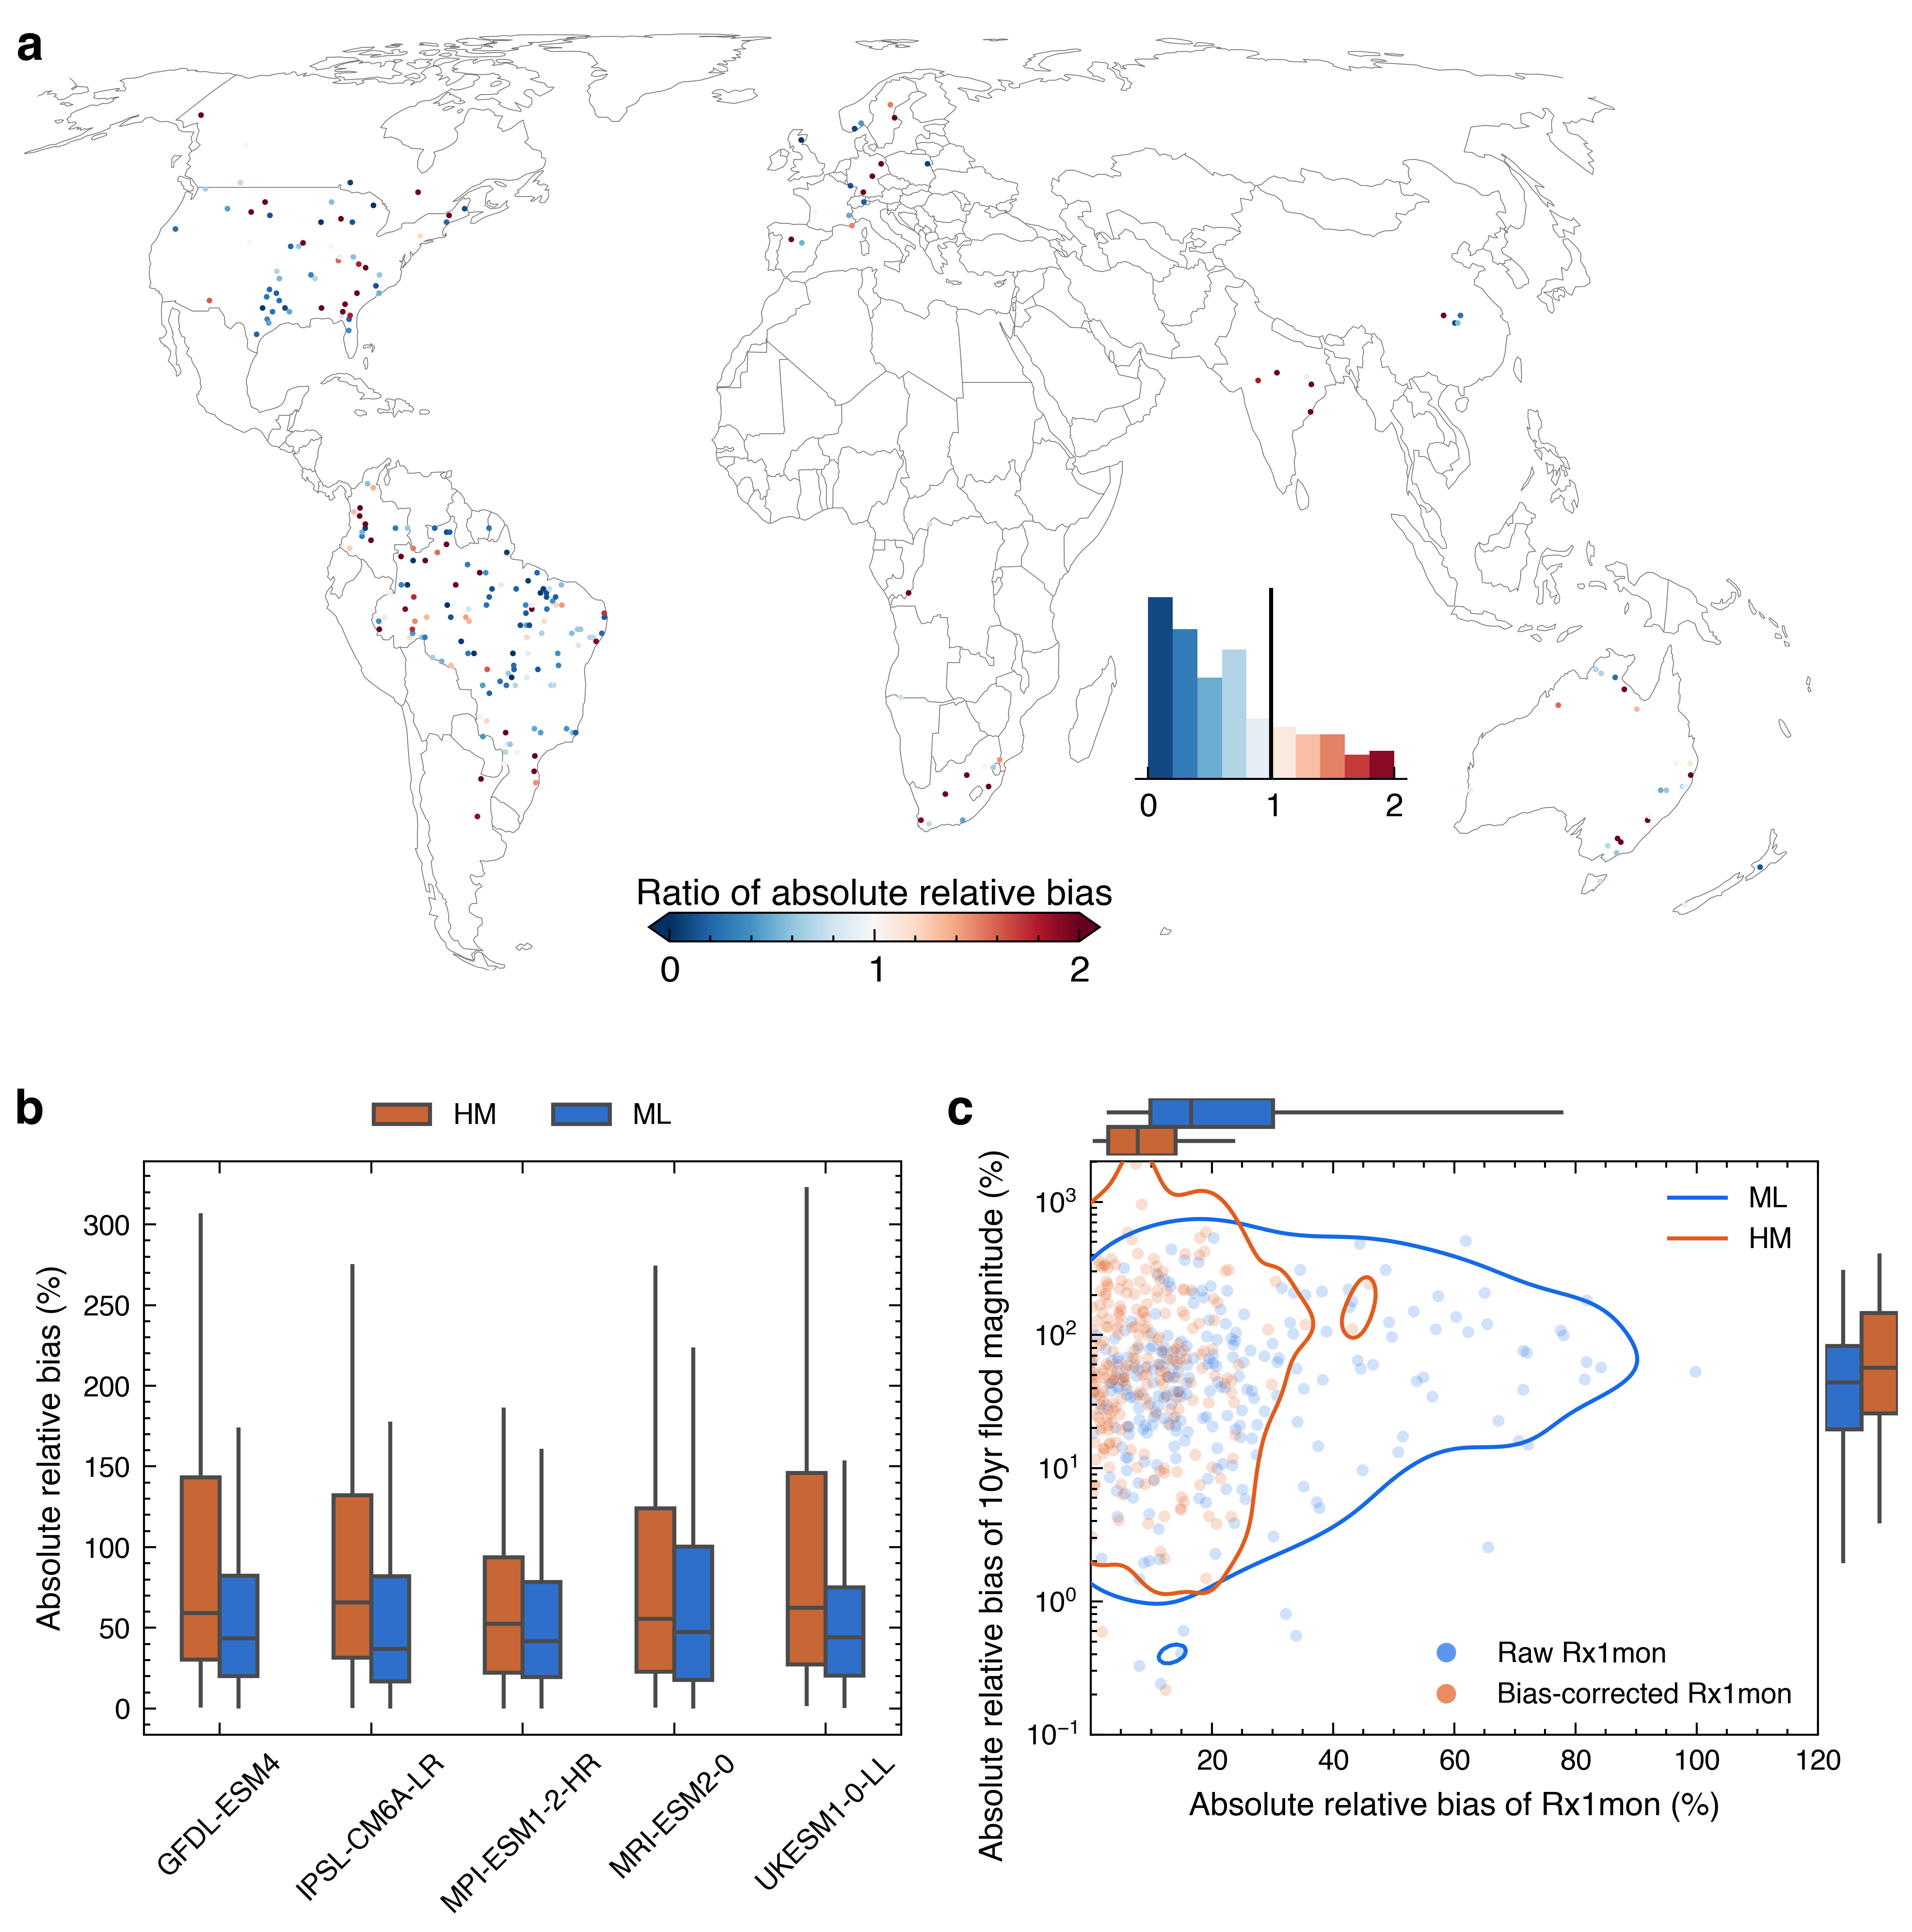 a
0
1
2
Ratio of absolute relative bias
0
1
2
b
HM
ML
Absolute relative bias (%)
300
250
200
150
100
50
0
GFDL-ESM4
IPSL-CM6A-LR
MPI-ESM1-2-HR
MRI-ESM2-0
UKESM1-0-LL
c
Absolute relative bias of 10yr flood magnitude (%)
10³
10²
10¹
10⁰
10⁻¹
ML
HM
Raw Rx1mon
Bias-corrected Rx1mon
20
40
60
80
100
120
Absolute relative bias of Rx1mon (%)